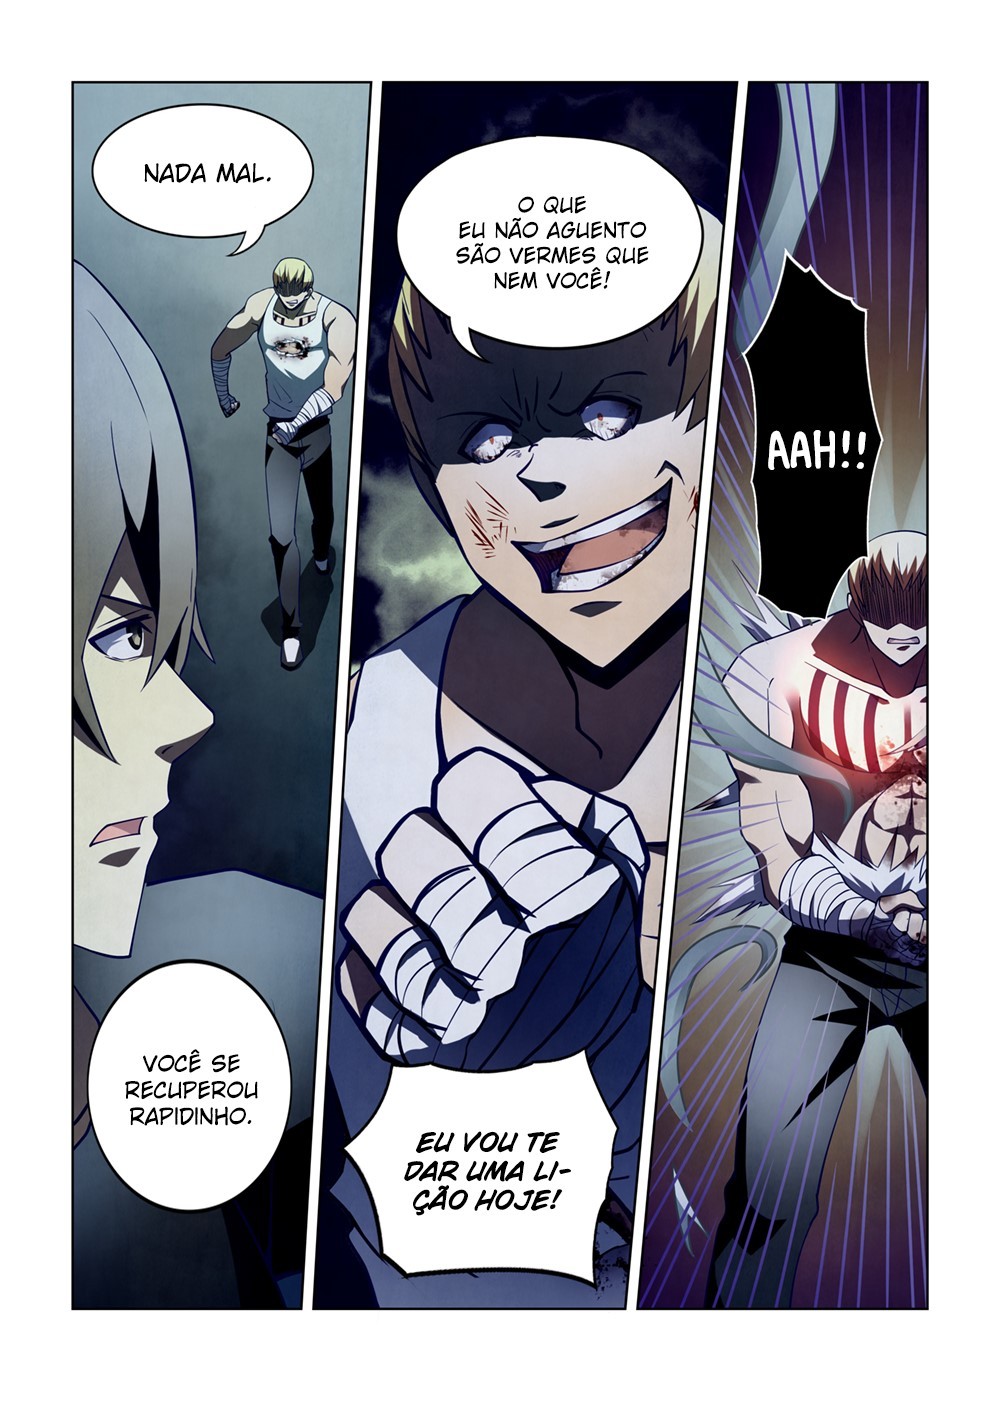 NADA MAL.
VOCÊ SE
RECUPEROU
RAPIDINHO.
O QUE
EU NÃO AGUENTO
SÃO VERMES QUE
NEM VOCÊ!
EU VOU TE
DAR UMA LI-
ÇÃO HOJE!
AAH!!